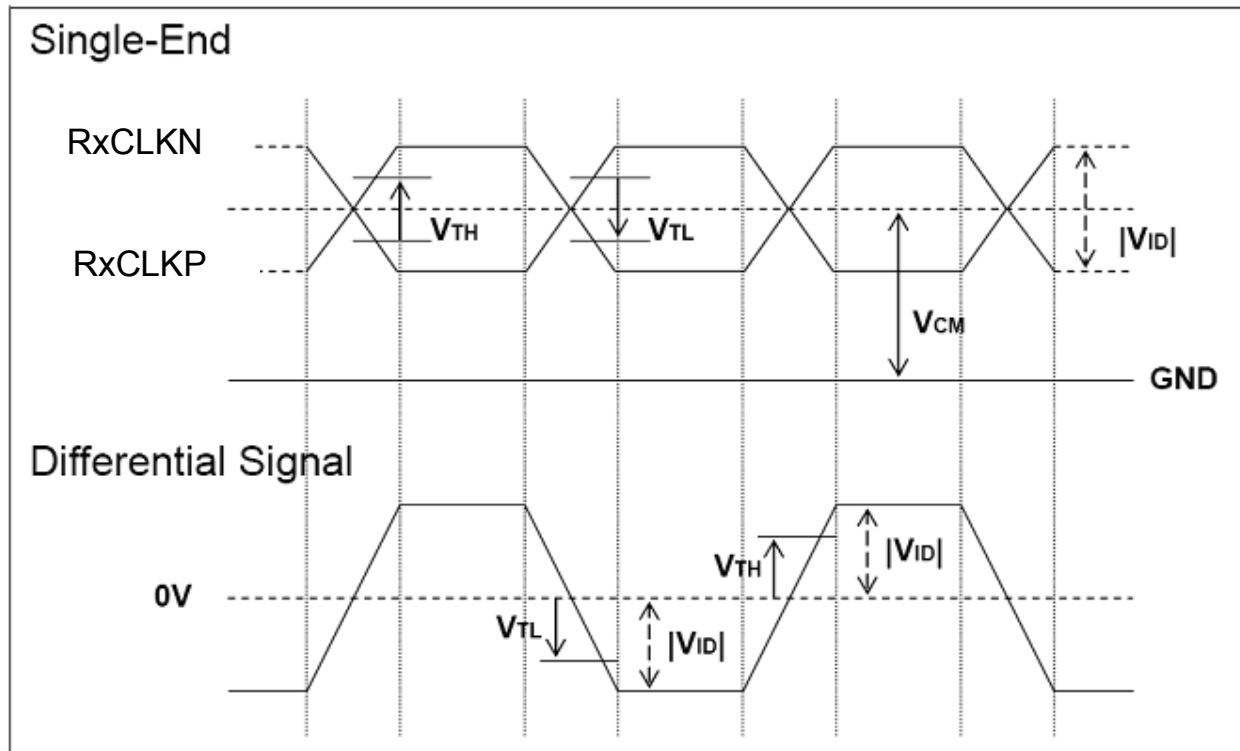 Single-End
RxCLKN
VTH
VTL
|VID|
RxCLKP
VCM
GND
Differential Signal
VTH
|VID|
0V
VTL
|VID|